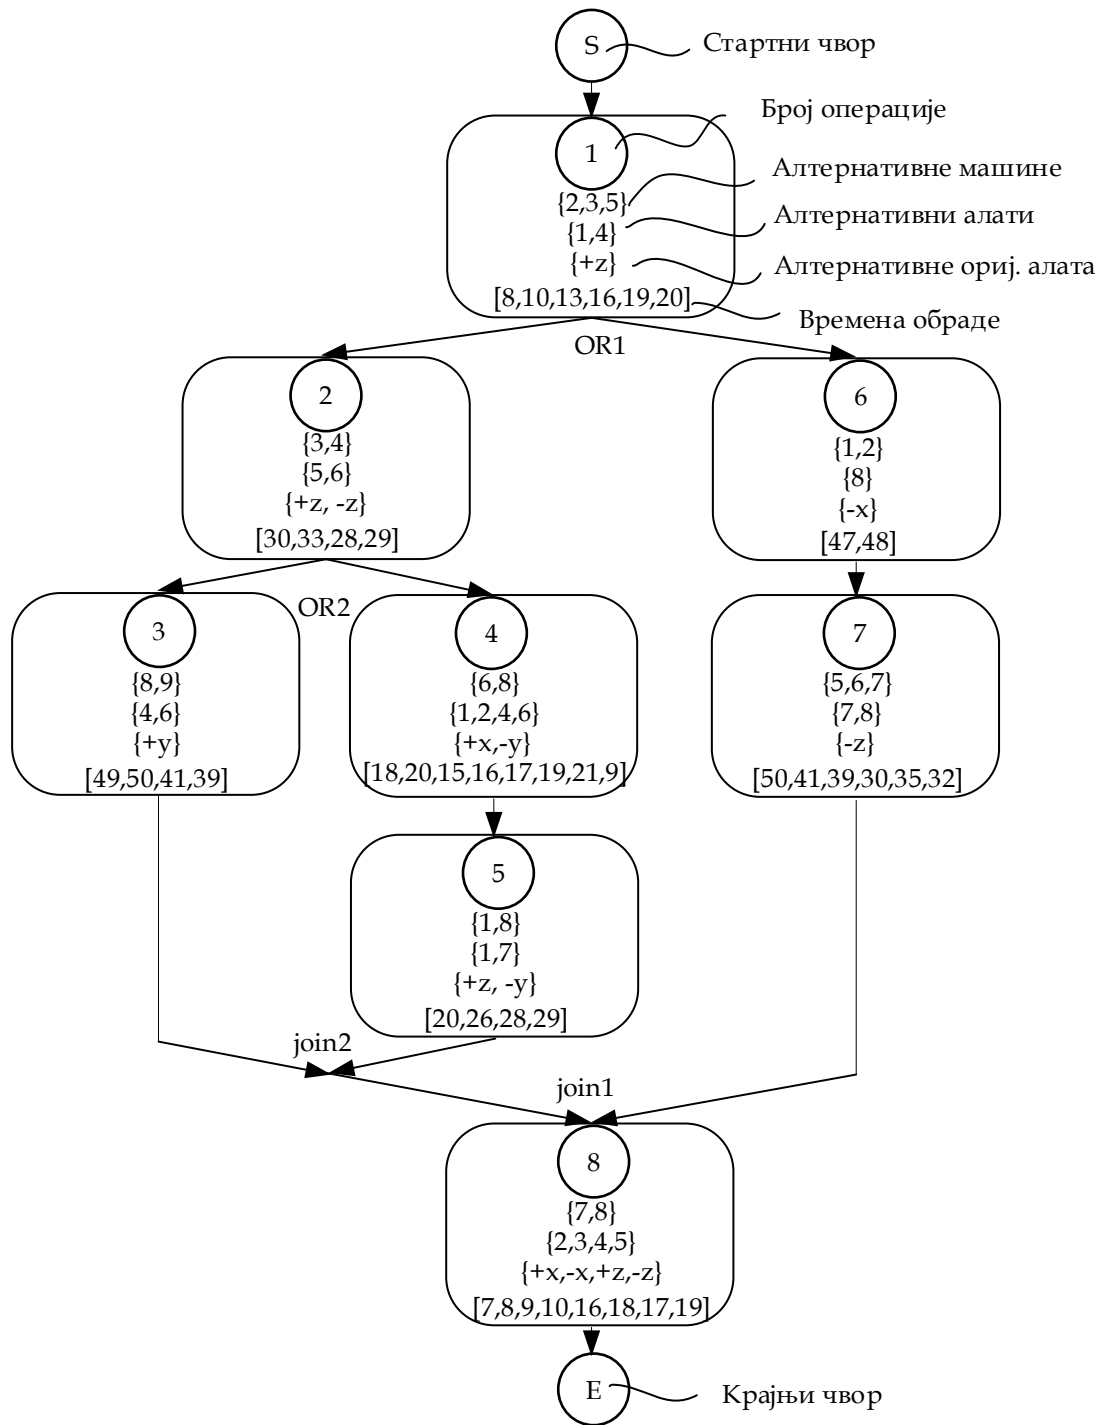 S
Стартни чвор
Број операције
1
Алтернативне машине
{2,3,5}
Алтернативни алати
{1,4}
{+z}
Алтернативне ориј. алата
[8,10,13,16,19,20]
Времена обраде
OR1
2
{3,4}
{5,6}
{+z, -z}
[30,33,28,29]
6
{1,2}
{8}
{-x}
[47,48]
OR2
3
{8,9}
{4,6}
{+y}
[49,50,41,39]
4
{6,8}
{1,2,4,6}
{+x,-y}
[18,20,15,16,17,19,21,9]
7
{5,6,7}
{7,8}
{-z}
[50,41,39,30,35,32]
5
{1,8}
{1,7}
{+z, -y}
[20,26,28,29]
join2
join1
8
{7,8}
{2,3,4,5}
{+x,-x,+z,-z}
[7,8,9,10,16,18,17,19]
E
Крајњи чвор